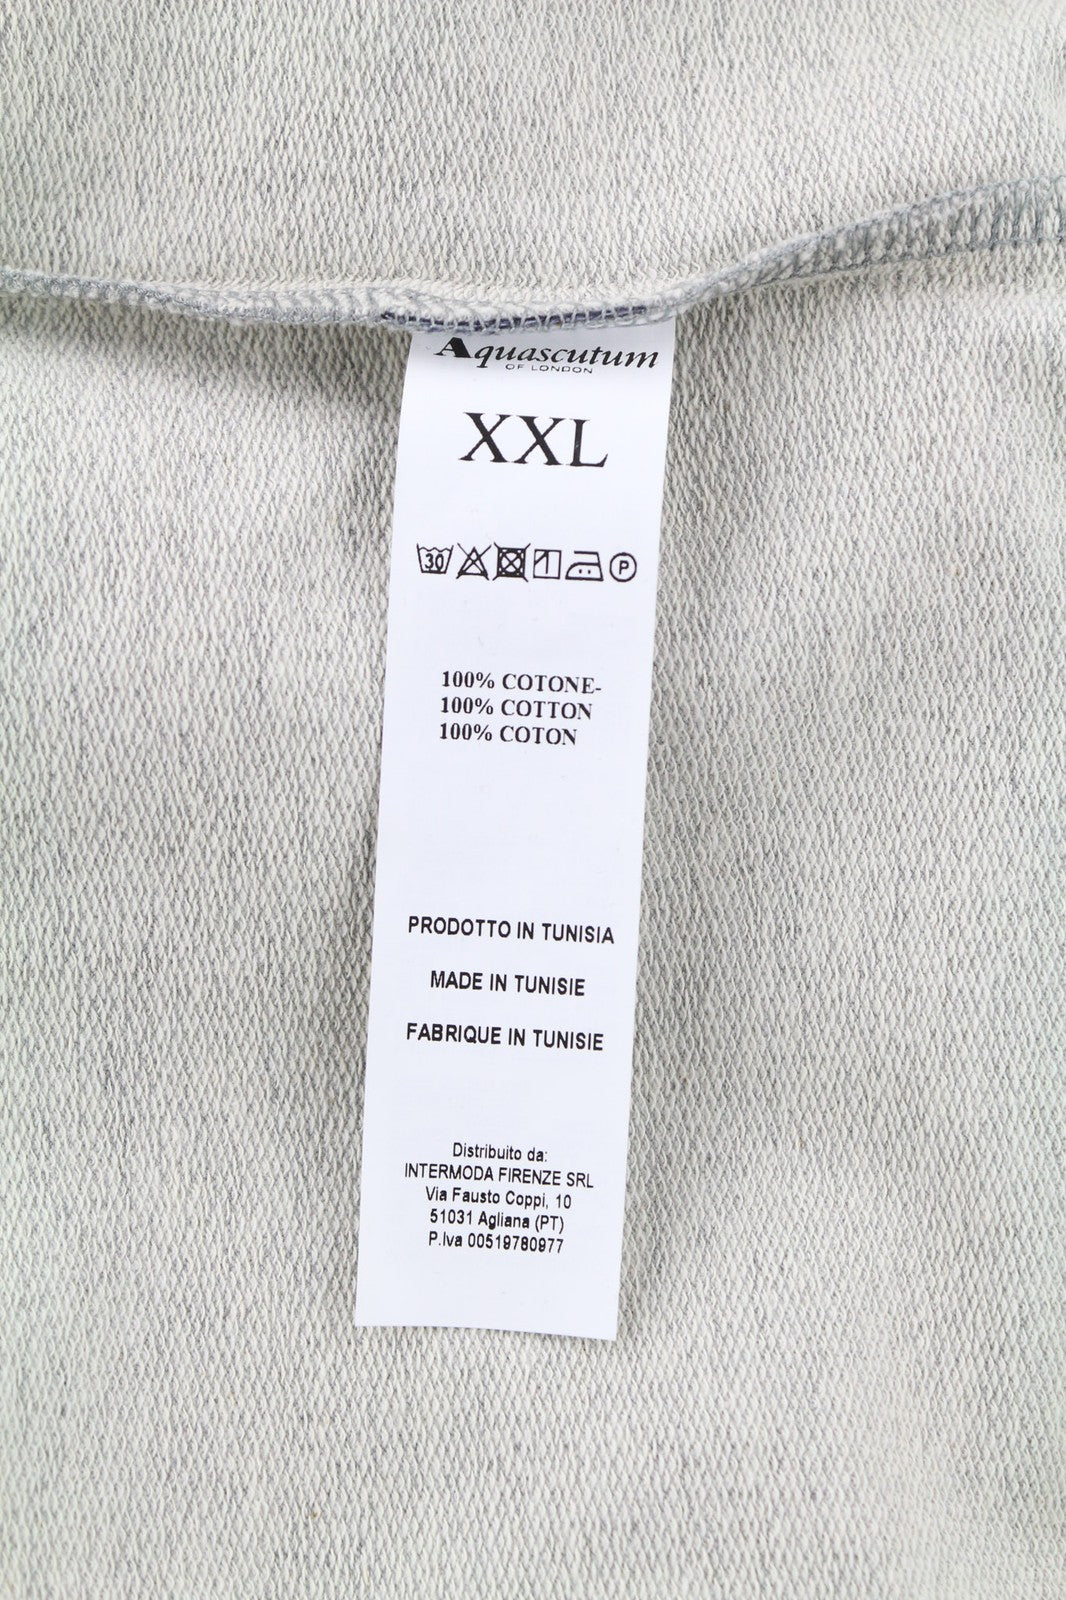 Aquascutum
OF LONDON
XXL
30 P
100% COTONE-
100% COTTON
100% COTON
PRODOTTO IN TUNISIA
MADE IN TUNISIE
FABRIQUE IN TUNISIE
Distribuito da:
INTERMODA FIRENZE SRL
Via Fausto Coppi, 10
51031 Agliana (PT)
P.Iva 00519780977